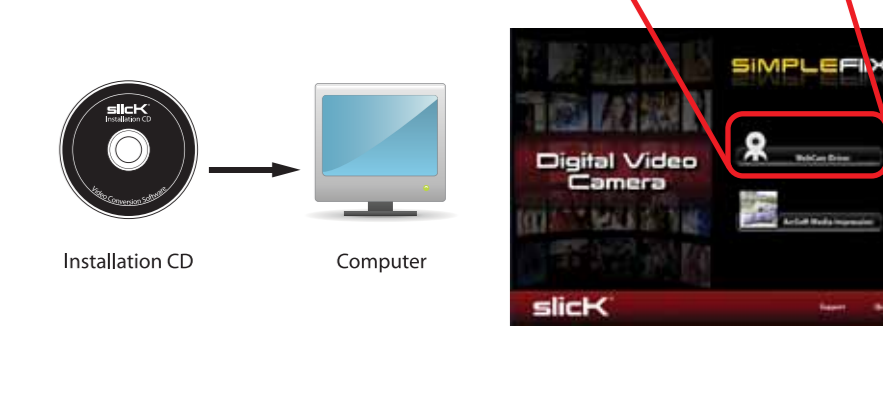 slicK
Installation CD
Video Conversion Software
Installation CD
Computer
SiMPLEFLIX
Digital Video
Camera
WebCam Driver
ArcSoft Media Impression
slicK
Support